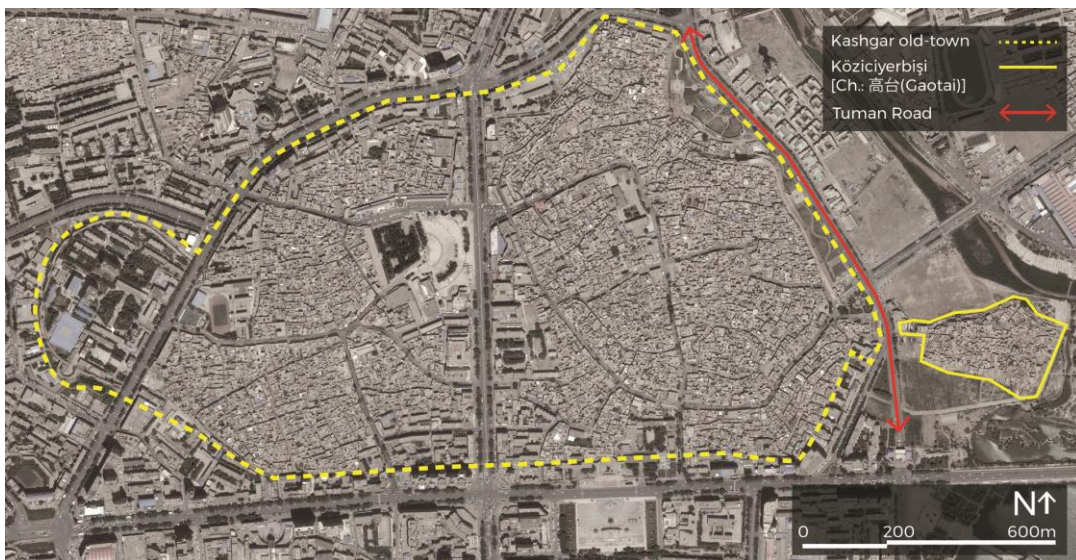 Kashgar old-town
Köziciyerbişi
[Ch.: 高台(Gaotai)]
Tuman Road
N↑
0 200 600m